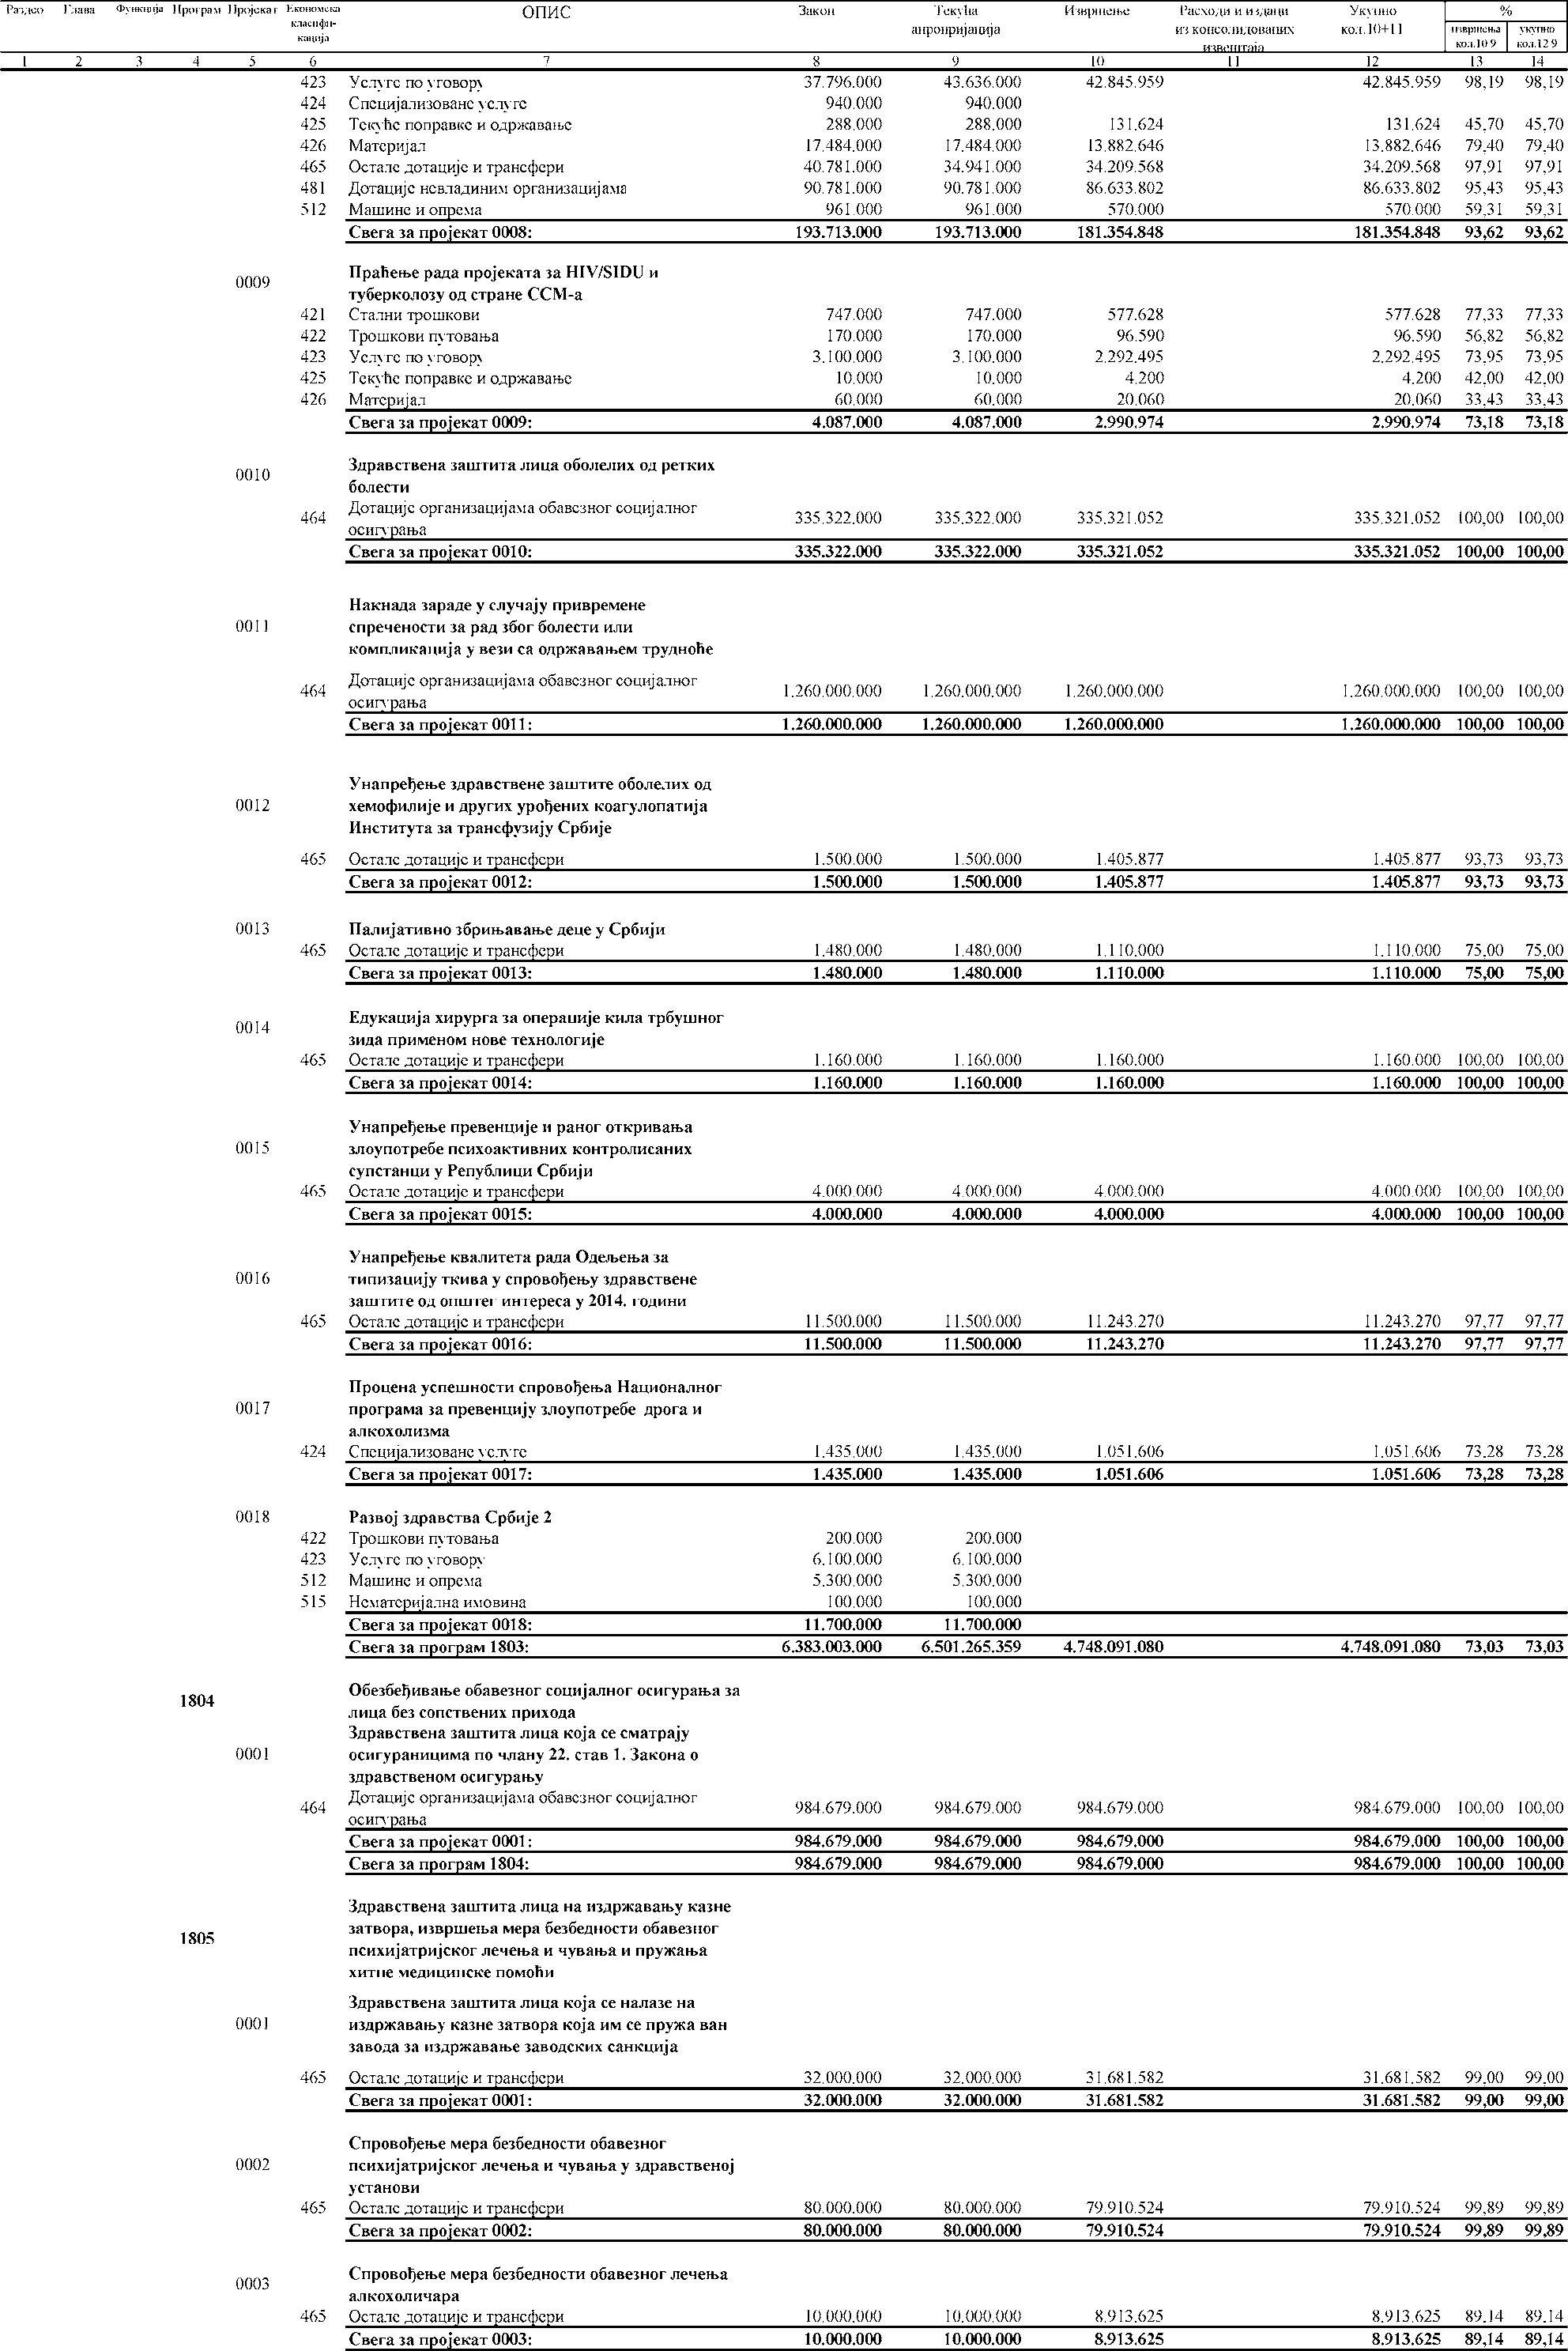 Раздео Глава Функција Програм Пројекат Економска класифи-кација ОПИС Закон Текућа апропријација Извршење Расходи и издаци из консолидованих извештаја Укупно кол.10+11 % извршења кол.10 9 укупно кол.12 9
1 2 3 4 5 6 7 8 9 10 11 12 13 14
423 Услуге по уговору 37.796.000 43.636.000 42.845.959 42.845.959 98,19 98,19
424 Специјализоване услуге 940.000 940.000
425 Текуће поправке и одржавање 288.000 288.000 131.624 131.624 45,70 45,70
426 Материјал 17.484.000 17.484.000 13.882.646 13.882.646 79,40 79,40
465 Остале дотације и трансфери 40.781.000 34.941.000 34.209.568 34.209.568 97,91 97,91
481 Дотације невладиним организацијама 90.781.000 90.781.000 86.633.802 86.633.802 95,43 95,43
512 Машине и опрема 961.000 961.000 570.000 570.000 59,31 59,31
Свега за пројекат 0008: 193.713.000 193.713.000 181.354.848 181.354.848 93,62 93,62
0009 Праћење рада пројеката за HIV/SIDU и
туберколозу од стране ССМ-а
421 Стални трошкови 747.000 747.000 577.628 577.628 77,33 77,33
422 Трошкови путовања 170.000 170.000 96.590 96.590 56,82 56,82
423 Услуге по уговору 3.100.000 3.100.000 2.292.495 2.292.495 73,95 73,95
425 Текуће поправке и одржавање 10.000 10.000 4.200 4.200 42,00 42,00
426 Материјал 60.000 60.000 20.060 20.060 33,43 33,43
Свега за пројекат 0009: 4.087.000 4.087.000 2.990.974 2.990.974 73,18 73,18
0010 Здравствена заштита лица оболелих од ретких
болести
464 Дотације организацијама обавезног социјалног
осигурања 335.322.000 335.322.000 335.321.052 335.321.052 100,00 100,00
Свега за пројекат 0010: 335.322.000 335.322.000 335.321.052 335.321.052 100,00 100,00
0011 Накнада зараде у случају привремене
спречености за рад због болести или
компликација у вези са одржавањем трудноће
464 Дотације организацијама обавезног социјалног
осигурања 1.260.000.000 1.260.000.000 1.260.000.000 1.260.000.000 100,00 100,00
Свега за пројекат 0011: 1.260.000.000 1.260.000.000 1.260.000.000 1.260.000.000 100,00 100,00
0012 Унапређење здравствене заштите оболелих од
хемофилије и других урођених коагулопатија
Института за трансфузију Србије
465 Остале дотације и трансфери 1.500.000 1.500.000 1.405.877 1.405.877 93,73 93,73
Свега за пројекат 0012: 1.500.000 1.500.000 1.405.877 1.405.877 93,73 93,73
0013 Палијативно збрињавање деце у Србији
465 Остале дотације и трансфери 1.480.000 1.480.000 1.110.000 1.110.000 75,00 75,00
Свега за пројекат 0013: 1.480.000 1.480.000 1.110.000 1.110.000 75,00 75,00
0014 Едукација хирурга за операције кила трбушног
зида применом нове технологије
465 Остале дотације и трансфери 1.160.000 1.160.000 1.160.000 1.160.000 100,00 100,00
Свега за пројекат 0014: 1.160.000 1.160.000 1.160.000 1.160.000 100,00 100,00
0015 Унапређење превенције и раног откривања
злоупотребе психоактивних контролисаних
супстанци у Републици Србији
465 Остале дотације и трансфери 4.000.000 4.000.000 4.000.000 4.000.000 100,00 100,00
Свега за пројекат 0015: 4.000.000 4.000.000 4.000.000 4.000.000 100,00 100,00
0016 Унапређење квалитета рада Одељења за
типизацију ткива у спровођењу здравствене
заштите од општег интереса у 2014. години
465 Остале дотације и трансфери 11.500.000 11.500.000 11.243.270 11.243.270 97,77 97,77
Свега за пројекат 0016: 11.500.000 11.500.000 11.243.270 11.243.270 97,77 97,77
0017 Процена успешности спровођења Националног
програма за превенцију злоупотребе дрога и
алкохолизма
424 Специјализоване услуге 1.435.000 1.435.000 1.051.606 1.051.606 73,28 73,28
Свега за пројекат 0017: 1.435.000 1.435.000 1.051.606 1.051.606 73,28 73,28
0018 Развој здравства Србије 2
422 Трошкови путовања 200.000 200.000
423 Услуге по уговору 6.100.000 6.100.000
512 Машине и опрема 5.300.000 5.300.000
515 Нематеријална имовина 100.000 100.000
Свега за пројекат 0018: 11.700.000 11.700.000
Свега за програм 1803: 6.383.003.000 6.501.265.359 4.748.091.080 4.748.091.080 73,03 73,03
1804 Обезбеђивање обавезног социјалног осигурања за
лица без сопствених прихода
0001 Здравствена заштита лица која се сматрају
осигураницима по члану 22. став 1. Закона о
здравственом осигурању
464 Дотације организацијама обавезног социјалног
осигурања 984.679.000 984.679.000 984.679.000 984.679.000 100,00 100,00
Свега за пројекат 0001: 984.679.000 984.679.000 984.679.000 984.679.000 100,00 100,00
Свега за програм 1804: 984.679.000 984.679.000 984.679.000 984.679.000 100,00 100,00
1805 Здравствена заштита лица на издржавању казне
затвора, извршења мера безбедности обавезног
психијатријског лечења и чувања и пружања
хитне медицинске помоћи
0001 Здравствена заштита лица која се налазе на
издржавању казне затвора која им се пружа ван
завода за издржавање заводских санкција
465 Остале дотације и трансфери 32.000.000 32.000.000 31.681.582 31.681.582 99,00 99,00
Свега за пројекат 0001: 32.000.000 32.000.000 31.681.582 31.681.582 99,00 99,00
0002 Спровођење мера безбедности обавезног
психијатријског лечења и чувања у здравственој
установи
465 Остале дотације и трансфери 80.000.000 80.000.000 79.910.524 79.910.524 99,89 99,89
Свега за пројекат 0002: 80.000.000 80.000.000 79.910.524 79.910.524 99,89 99,89
0003 Спровођење мера безбедности обавезног лечења
алкохоличара
465 Остале дотације и трансфери 10.000.000 10.000.000 8.913.625 8.913.625 89,14 89,14
Свега за пројекат 0003: 10.000.000 10.000.000 8.913.625 8.913.625 89,14 89,14